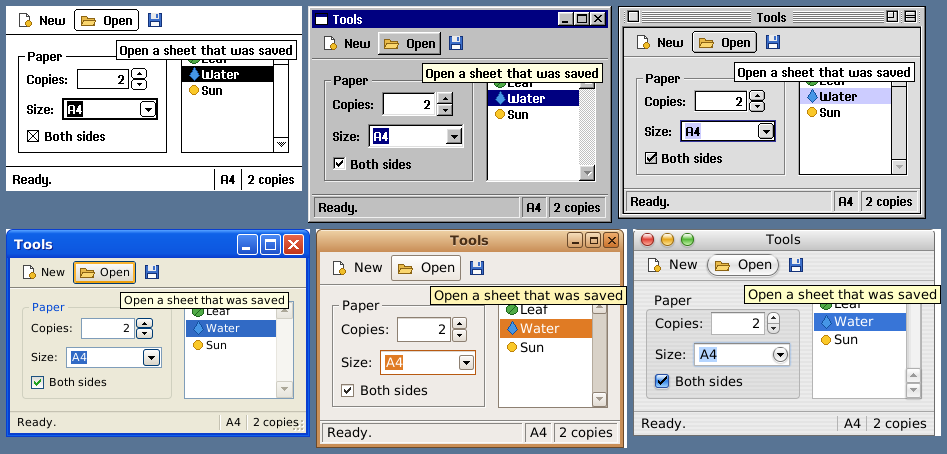 New Open
Open a sheet that was saved
Paper
Copies: 2
Size: A4
Both sides
Leaf
Water
Sun
Ready. A4 2 copies
Tools
New Open
Open a sheet that was saved
Paper
Copies: 2
Size: A4
Both sides
Leaf
Water
Sun
Ready. A4 2 copies
Tools
New Open
Open a sheet that was saved
Paper
Copies: 2
Size: A4
Both sides
Leaf
Water
Sun
Ready. A4 2 copies
Tools
New Open
Open a sheet that was saved
Paper
Copies: 2
Size: A4
Both sides
Leaf
Water
Sun
Ready. A4 2 copies
Tools
New Open
Open a sheet that was saved
Paper
Copies: 2
Size: A4
Both sides
Leaf
Water
Sun
Ready. A4 2 copies
Tools
New Open
Open a sheet that was saved
Paper
Copies: 2
Size: A4
Both sides
Leaf
Water
Sun
Ready. A4 2 copies